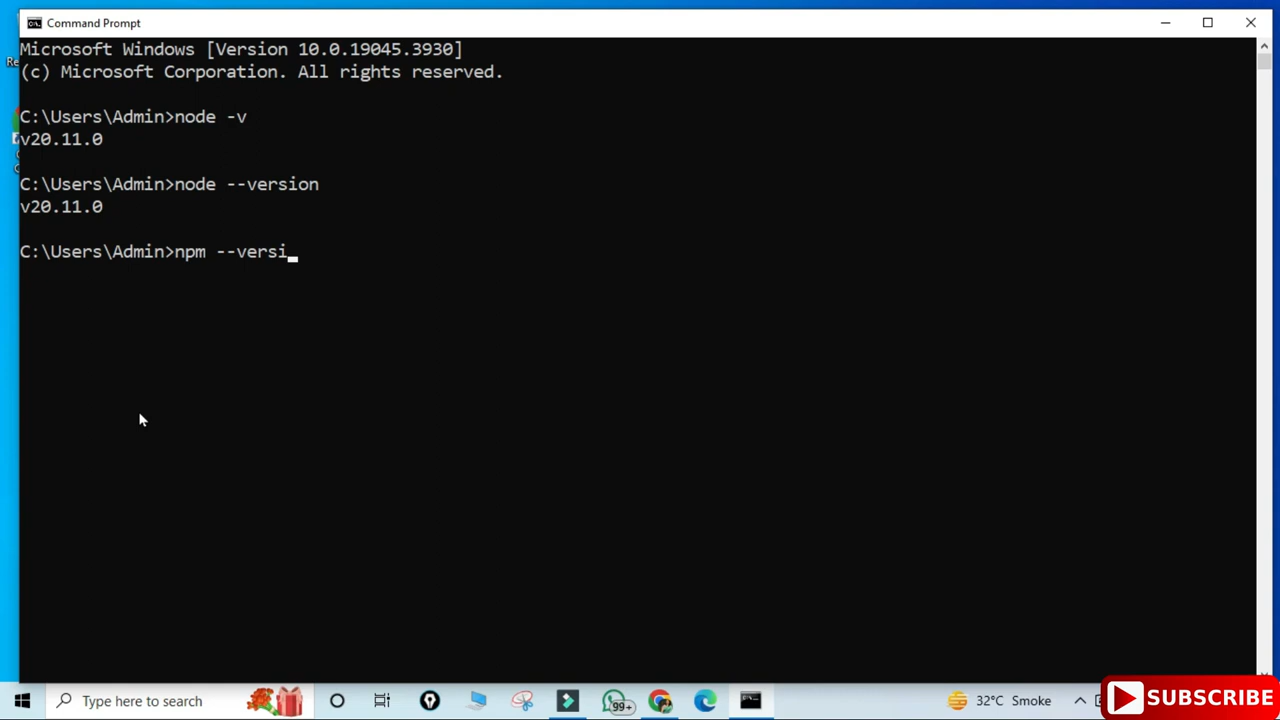 Command Prompt
Microsoft Windows [Version 10.0.19045.3930]
(c) Microsoft Corporation. All rights reserved.
C:\Users\Admin>node -v
v20.11.0
C:\Users\Admin>node --version
v20.11.0
C:\Users\Admin>npm --versi
Re
Type here to search
99+
32°C Smoke
SUBSCRIBE